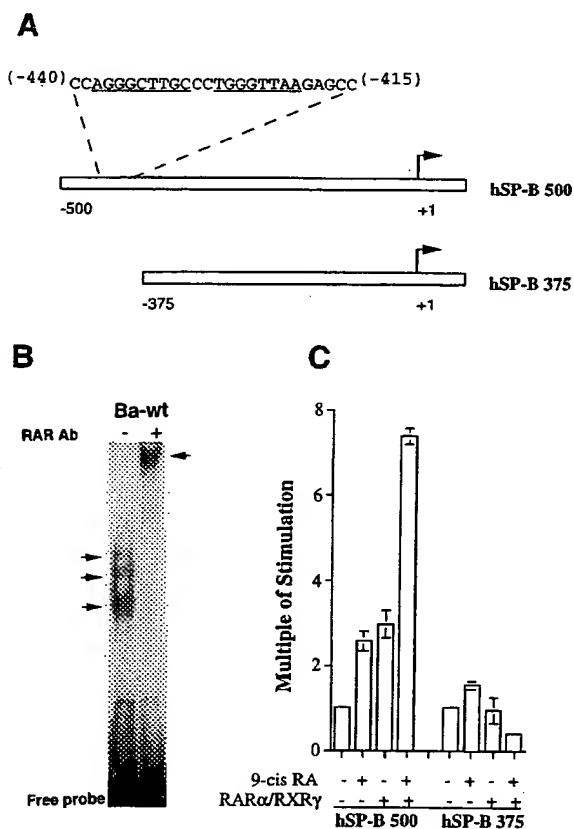 A
(-440) CCAGGGCTTGCCCTGGGTTAAGAGCC (-415)
hSP-B 500
-500 +1
hSP-B 375
-375 +1
B
Ba-wt
RAR Ab - +
Free probe
C
Multiple of Stimulation
8
6
4
2
0
9-cis RA - + - + - + - +
RARα/RXRγ - - + + - - + +
hSP-B 500 hSP-B 375